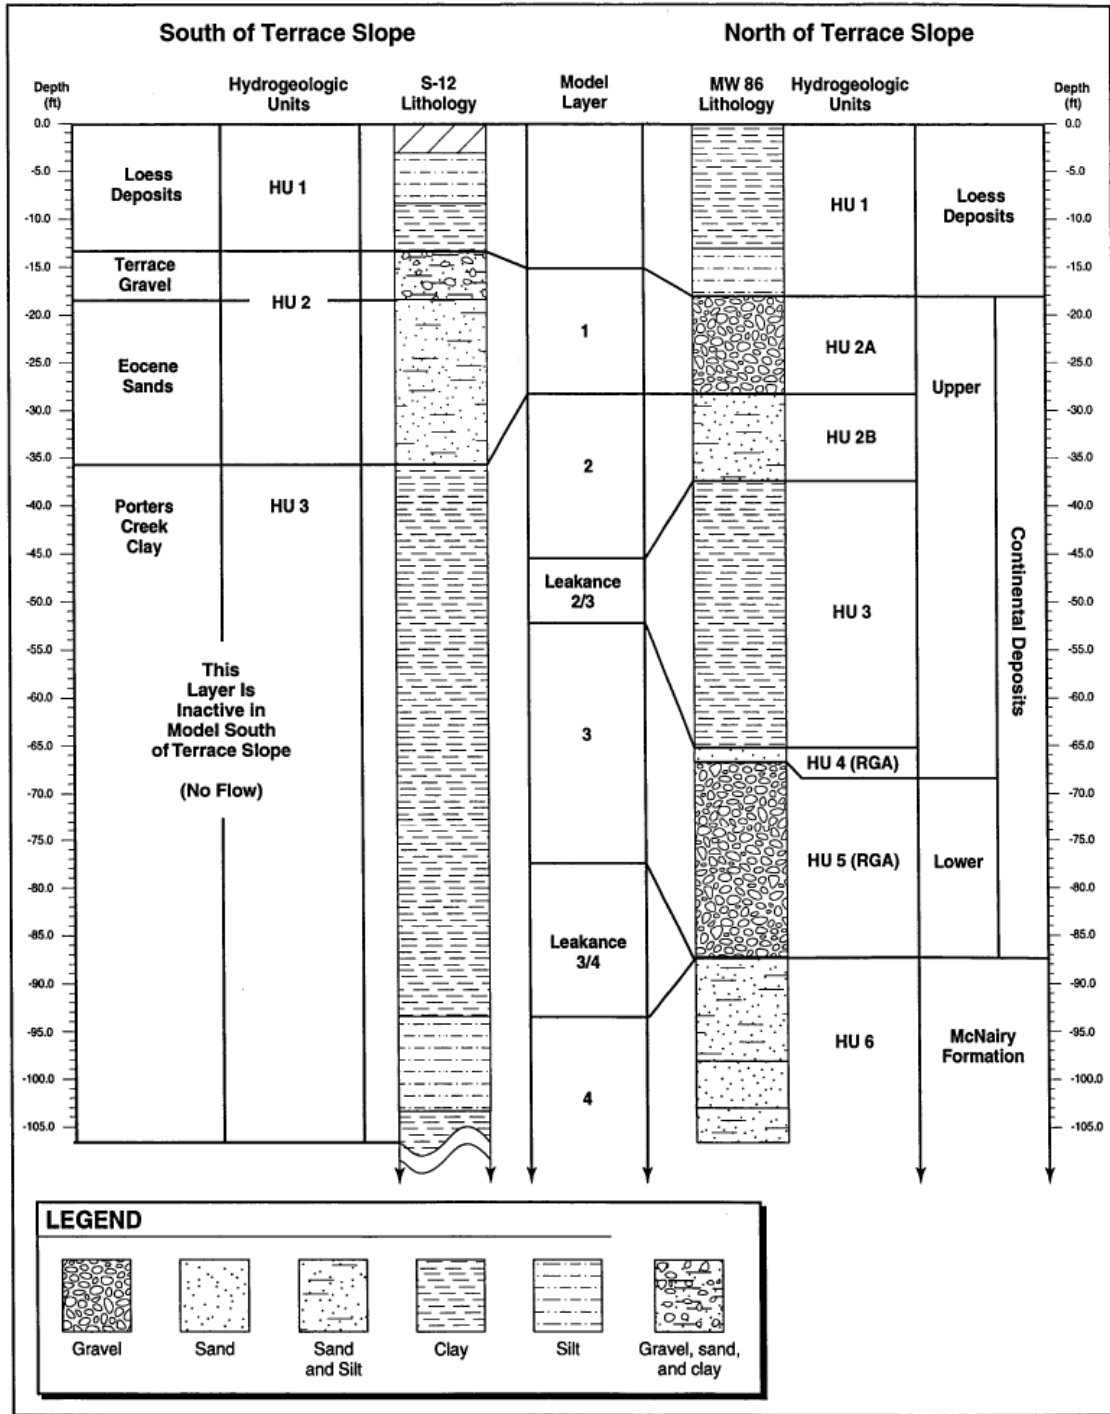 South of Terrace Slope
North of Terrace Slope
Depth
(ft)
Hydrogeologic
Units
S-12
Lithology
Model
Layer
MW 86
Lithology
Hydrogeologic
Units
Depth
(ft)
0.0
-5.0
-10.0
-15.0
-20.0
-25.0
-30.0
-35.0
-40.0
-45.0
-50.0
-55.0
-60.0
-65.0
-70.0
-75.0
-80.0
-85.0
-90.0
-95.0
-100.0
-105.0
Loess
Deposits
Terrace
Gravel
Eocene
Sands
Porters
Creek
Clay
HU 1
HU 2
HU 3
This
Layer Is
Inactive in
Model South
of Terrace Slope
(No Flow)
1
2
Leakance
2/3
3
Leakance
3/4
4
HU 1
HU 2A
HU 2B
HU 3
HU 4 (RGA)
HU 5 (RGA)
HU 6
Loess
Deposits
Upper
Lower
Continental Deposits
McNairy
Formation
0.0
-5.0
-10.0
-15.0
-20.0
-25.0
-30.0
-35.0
-40.0
-45.0
-50.0
-55.0
-60.0
-65.0
-70.0
-75.0
-80.0
-85.0
-90.0
-95.0
-100.0
-105.0
LEGEND
Gravel
Sand
Sand
and Silt
Clay
Silt
Gravel, sand,
and clay